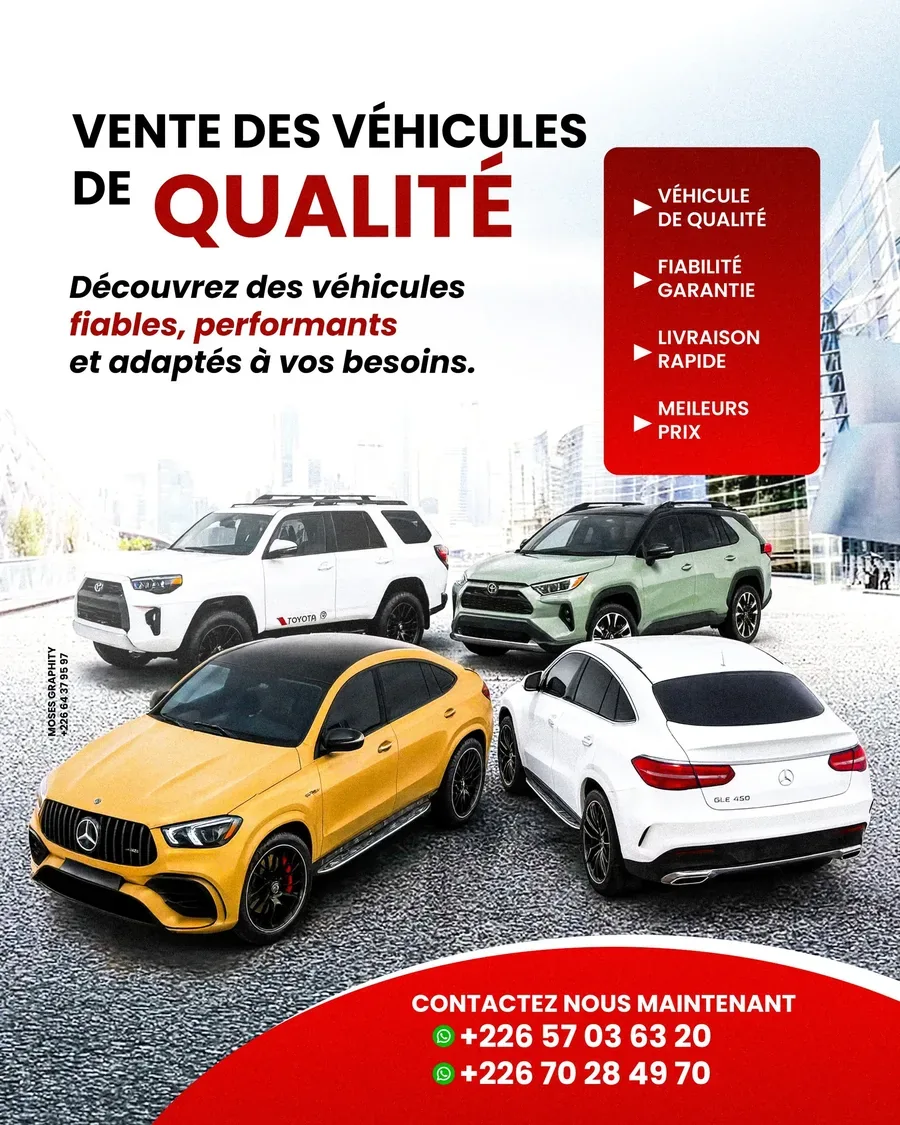 VENTE DES VÉHICULES
DE QUALITÉ
Découvrez des véhicules
fiables, performants
et adaptés à vos besoins.
VÉHICULE
DE QUALITÉ
FIABILITÉ
GARANTIE
LIVRAISON
RAPIDE
MEILEURS
PRIX
TOYOTA
MOSES GRAPHITY
+226 64 37 95 97
GLE 450
CONTACTEZ NOUS MAINTENANT
+226 57 03 63 20
+226 70 28 49 70